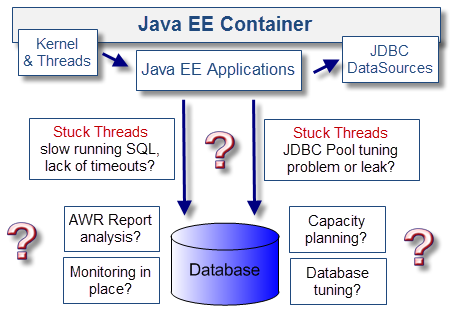 Java EE Container
Kernel
& Threads
Java EE Applications
JDBC
DataSources
Stuck Threads
slow running SQL,
lack of timeouts?
?
Stuck Threads
JDBC Pool tuning
problem or leak?
?
AWR Report
analysis?
Monitoring in
place?
Database
Capacity
planning?
Database
tuning?
?